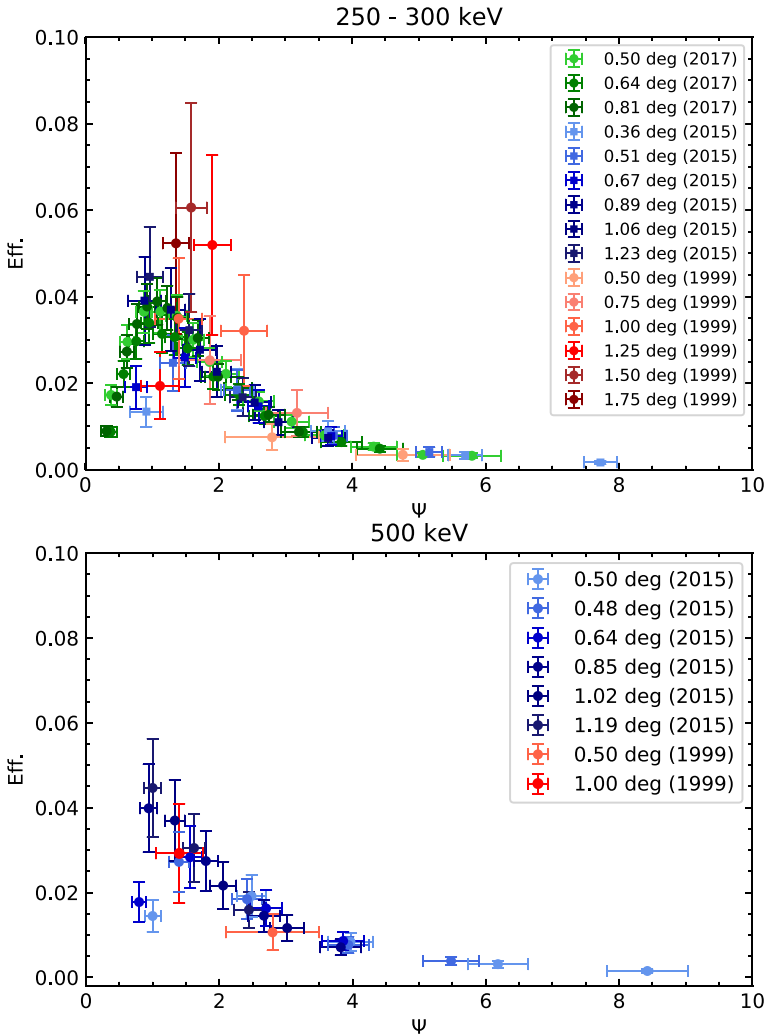 250 - 300 keV
0.10
0.08
0.06
0.04
0.02
0.00
Eff.
0.50 deg (2017)
0.64 deg (2017)
0.81 deg (2017)
0.36 deg (2015)
0.51 deg (2015)
0.67 deg (2015)
0.89 deg (2015)
1.06 deg (2015)
1.23 deg (2015)
0.50 deg (1999)
0.75 deg (1999)
1.00 deg (1999)
1.25 deg (1999)
1.50 deg (1999)
1.75 deg (1999)
0 2 4 6 8 10
Ψ
500 keV
0.10
0.08
0.06
0.04
0.02
0.00
Eff.
0.50 deg (2015)
0.48 deg (2015)
0.64 deg (2015)
0.85 deg (2015)
1.02 deg (2015)
1.19 deg (2015)
0.50 deg (1999)
1.00 deg (1999)
0 2 4 6 8 10
Ψ